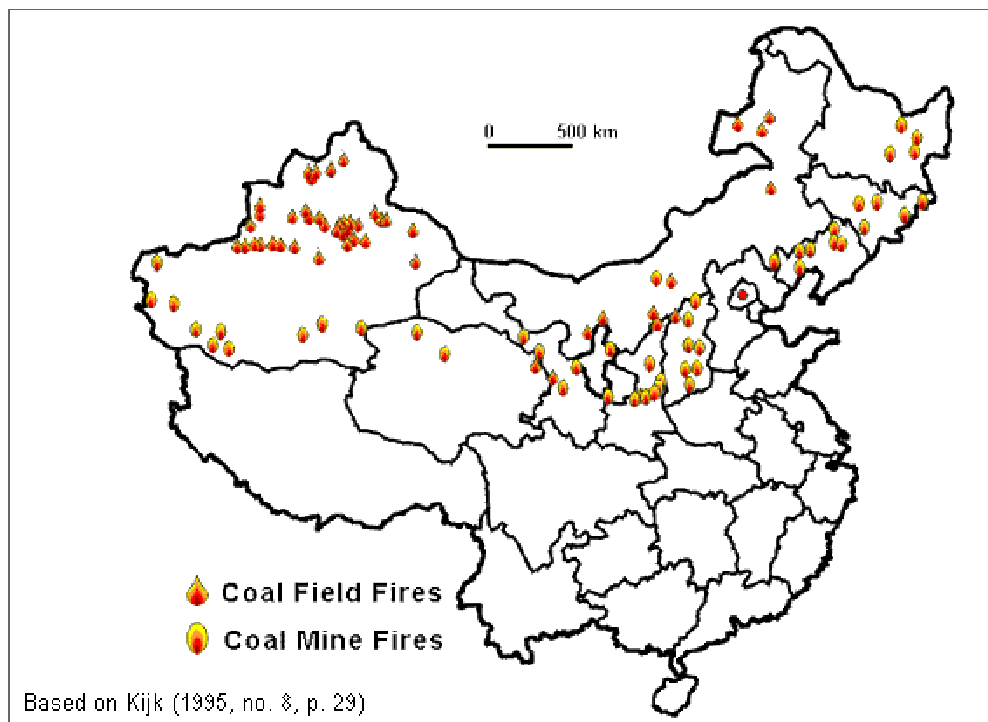 0 500 km
Coal Field Fires
Coal Mine Fires
Based on Kijk (1995, no. 8, p. 29)